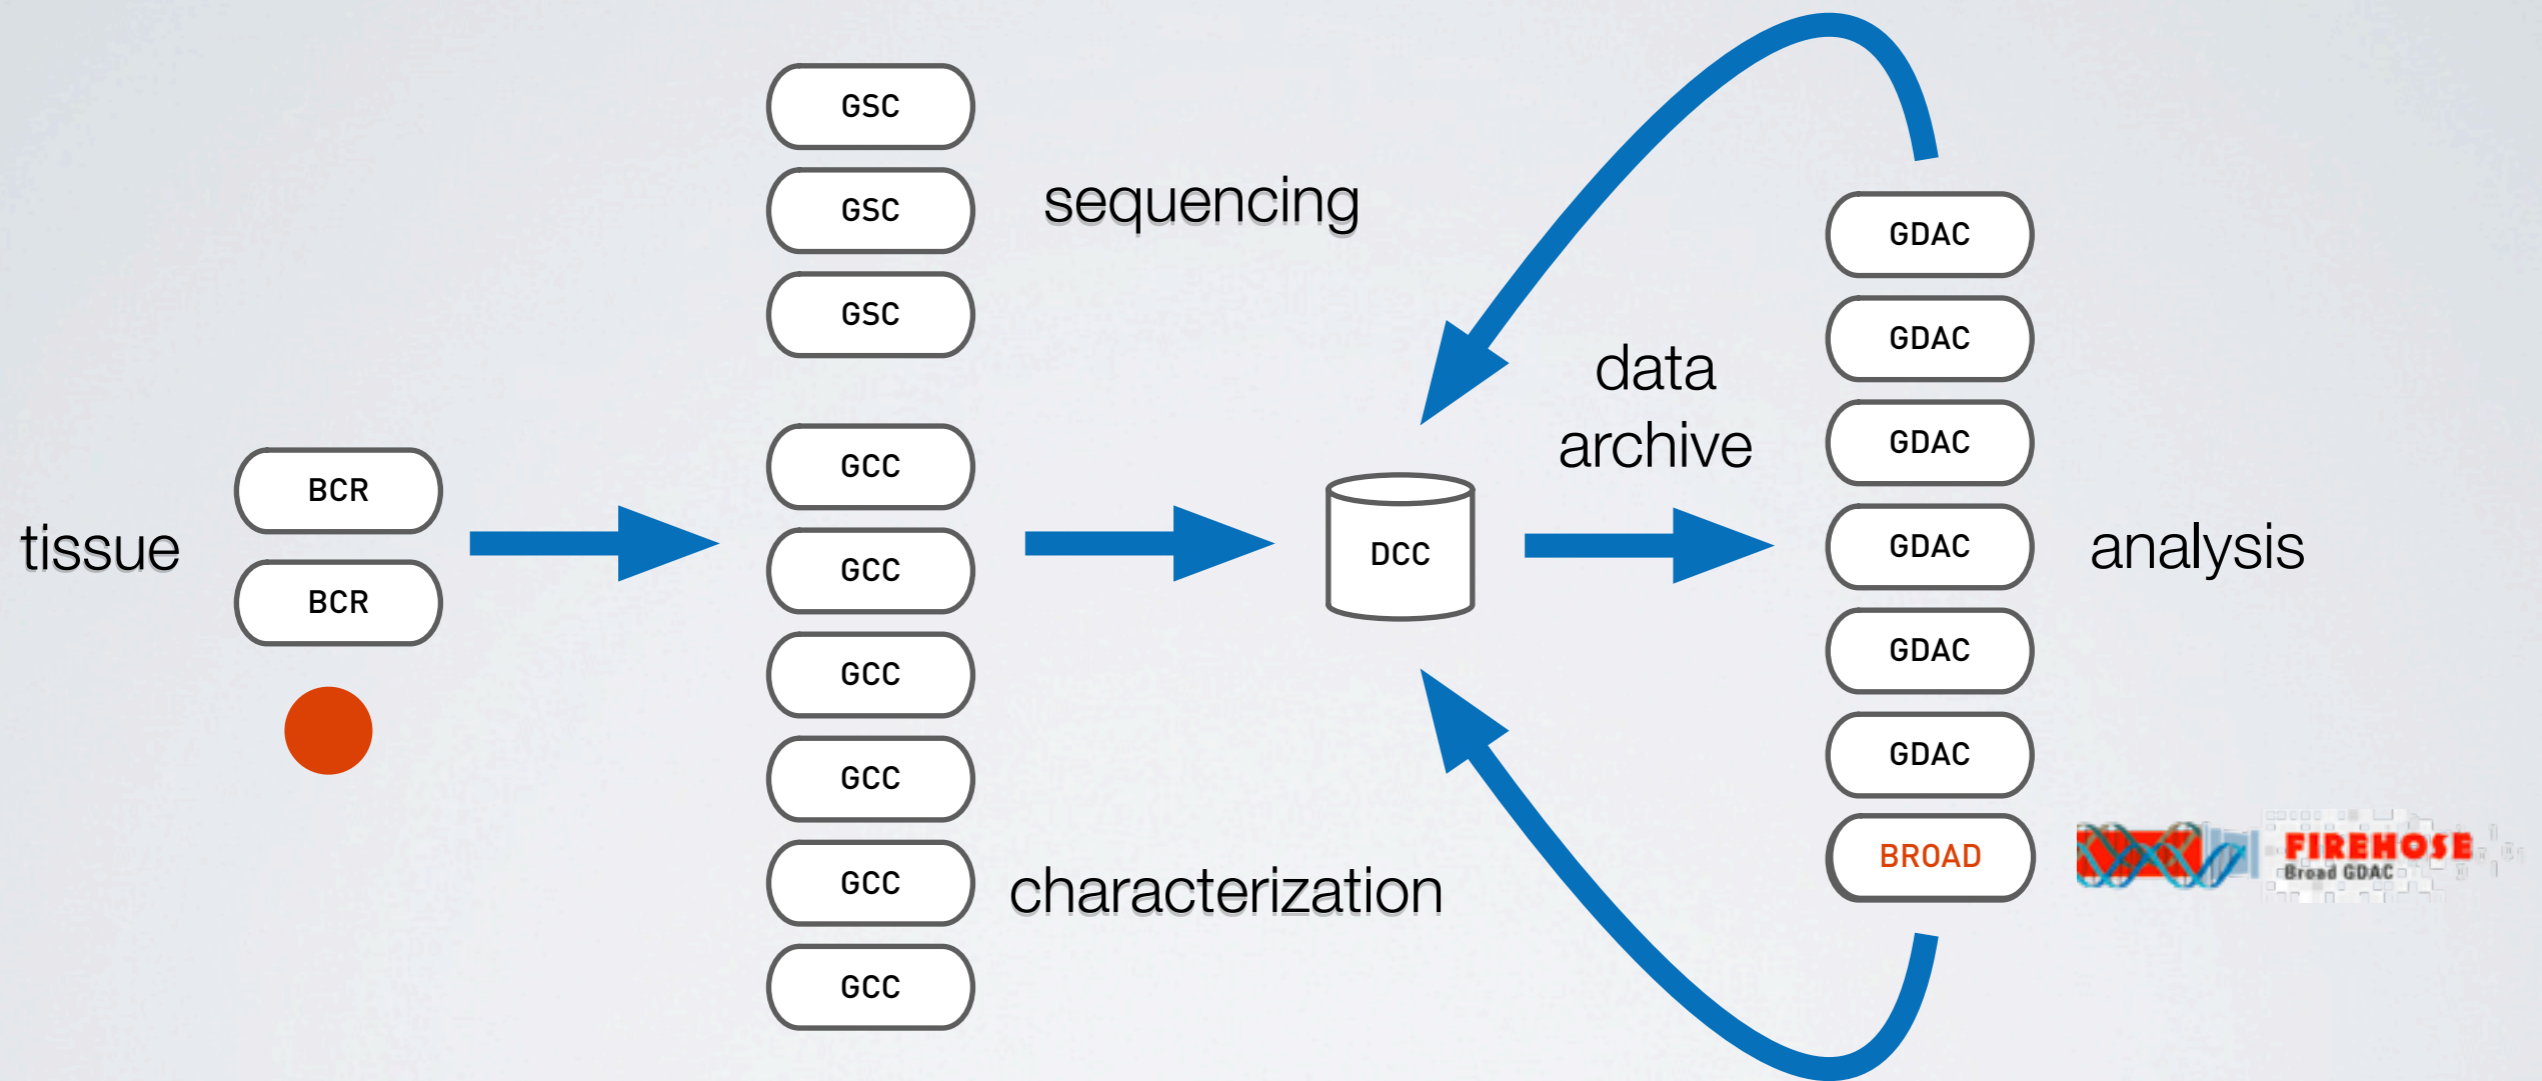 tissue
BCR
BCR
GSC
GSC
GSC
sequencing
GCC
GCC
GCC
GCC
GCC
GCC
characterization
DCC
data
archive
GDAC
GDAC
GDAC
GDAC
GDAC
GDAC
BROAD
analysis
FIREHOSE
Broad GDAC